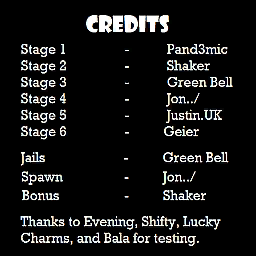 CREDITS
Stage 1 - Pand3mic
Stage 2 - Shaker
Stage 3 - Green Bell
Stage 4 - Jon../
Stage 5 - Justin.UK
Stage 6 - Geier
Jails - Green Bell
Spawn - Jon../
Bonus - Shaker
Thanks to Evening, Shifty, Lucky
Charms, and Bala for testing.